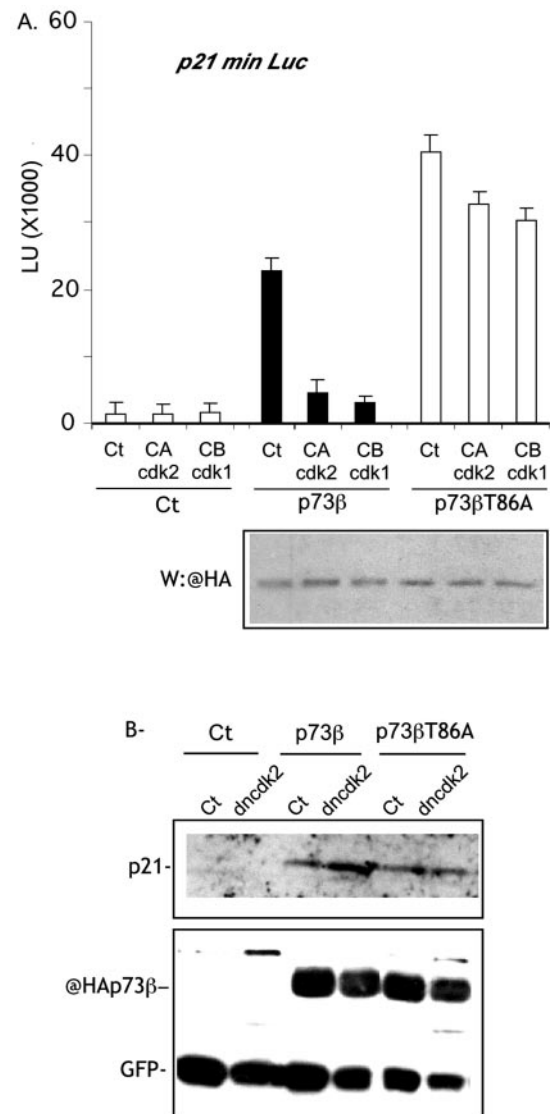 A.
60
p21 min Luc
40
LU (X1000)
20
0
Ct CA CB Ct CA CB Ct CA CB
cdk2 cdk1 cdk2 cdk1 cdk2 cdk1
Ct p73β p73βT86A
W:@HA
B-
Ct p73β p73βT86A
Ct dncdk2 Ct dncdk2 Ct dncdk2
p21-
@HAp73β–
GFP-